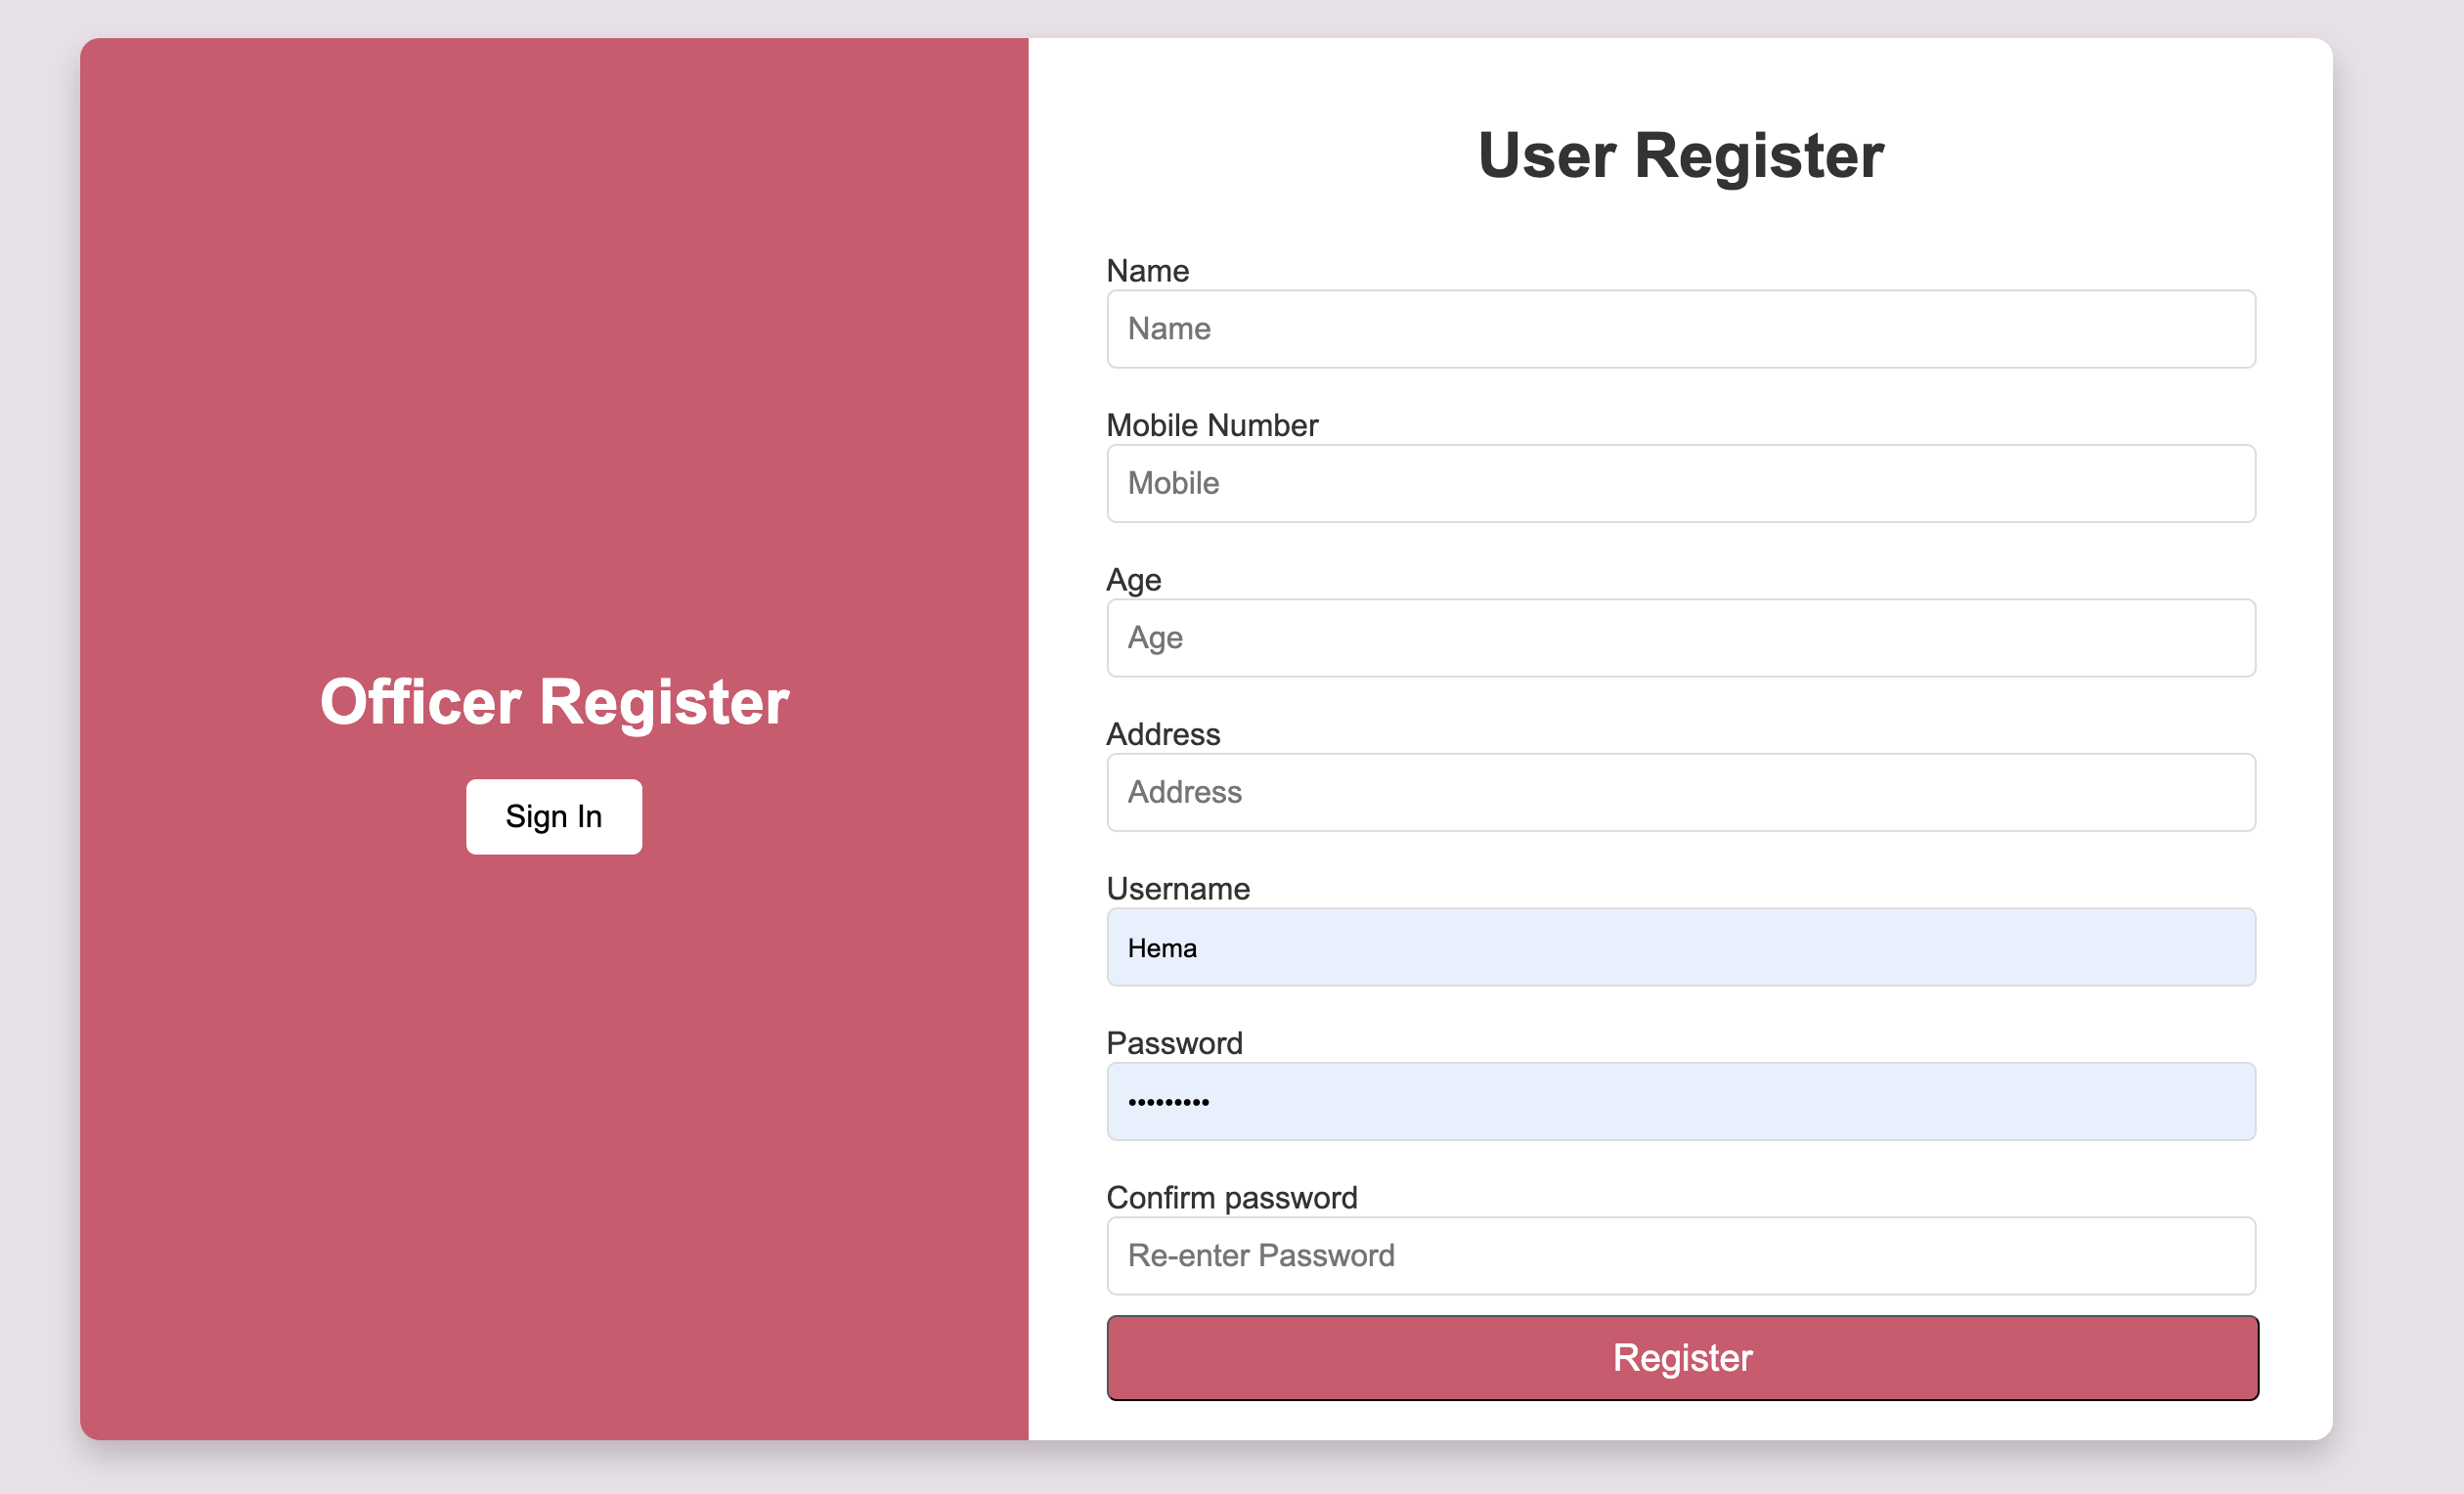 Officer Register
Sign In
User Register
Name
Name
Mobile Number
Mobile
Age
Age
Address
Address
Username
Hema
Password
•••••••••
Confirm password
Re-enter Password
Register